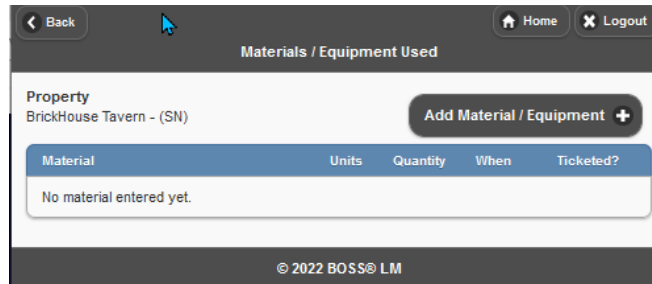 Back
Home
Logout
Materials / Equipment Used
Property
BrickHouse Tavern - (SN)
Add Material / Equipment
Material Units Quantity When Ticketed?
No material entered yet.
© 2022 BOSS® LM